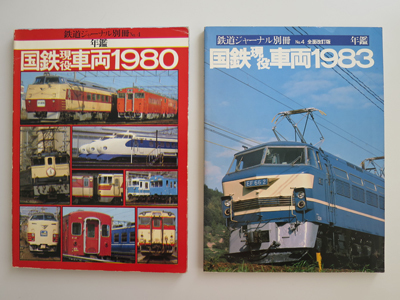 鉄道ジャーナル別冊 No.1
年鑑
国鉄現役車両1980
鉄道ジャーナル別冊 No.4 全面改訂版 年鑑
国鉄現役車両1983